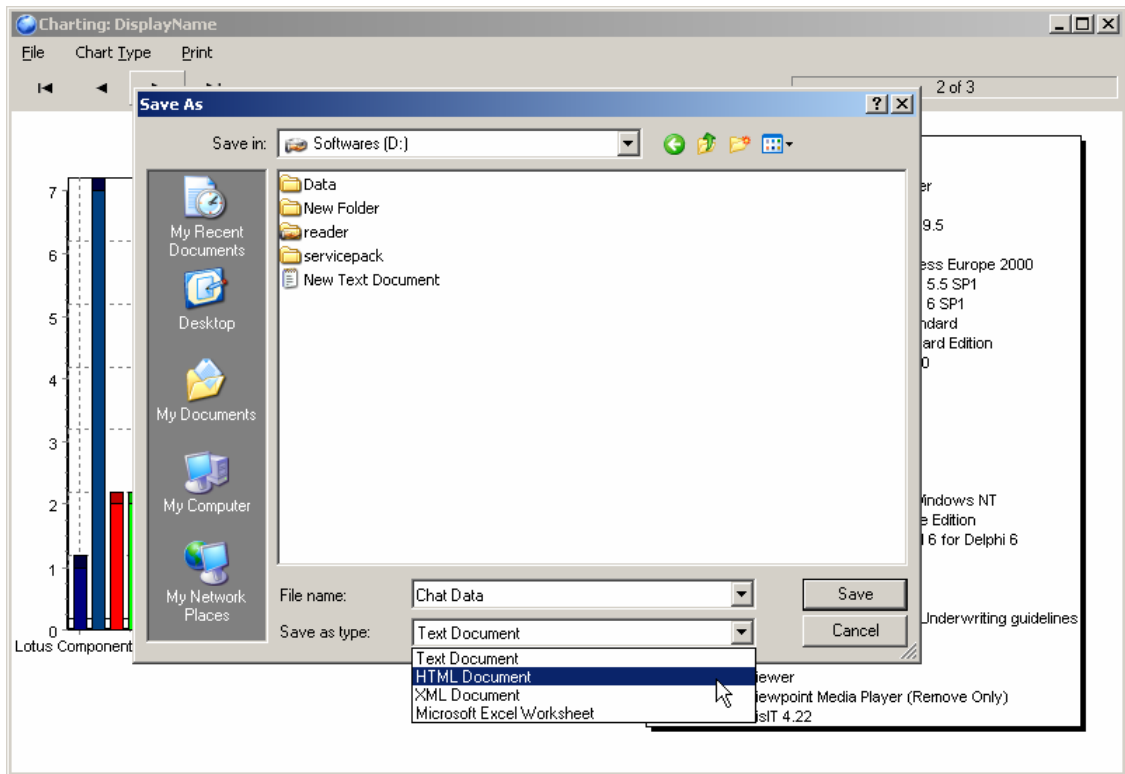 Charting: DisplayName
File Chart Type Print
2 of 3
Save As
Save in: Softwares (D:)
My Recent Documents
Desktop
My Documents
My Computer
My Network Places
Data
New Folder
reader
servicepack
New Text Document
File name: Chat Data
Save
Save as type: Text Document
Cancel
Text Document
HTML Document
XML Document
Microsoft Excel Worksheet
7
6
5
4
3
2
1
0
Lotus Component
er
9.5
ess Europe 2000
5.5 SP1
6 SP1
ndard
ard Edition
0
Windows NT
e Edition
l 6 for Delphi 6
Underwriting guidelines
iewer
iewpoint Media Player (Remove Only)
isIT 4.22